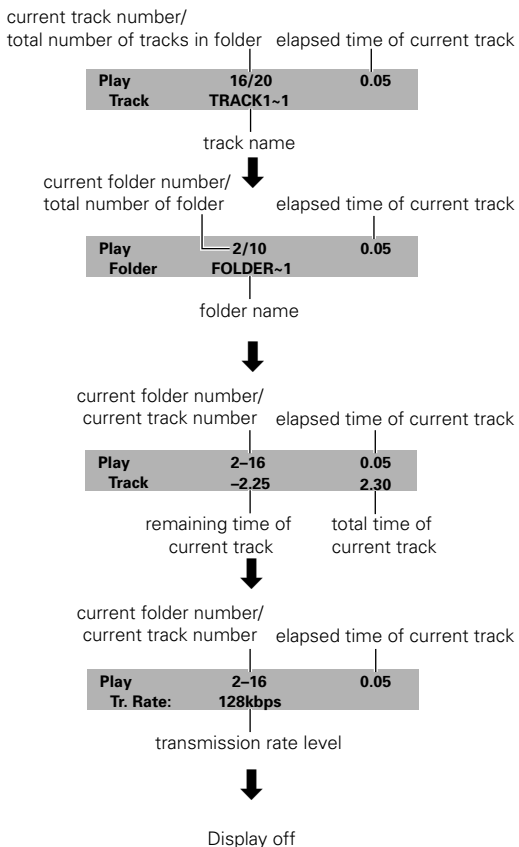 current track number/
total number of tracks in folder elapsed time of current track
Play 16/20 0.05
Track TRACK1~1
track name
current folder number/
total number of folder elapsed time of current track
Play 2/10 0.05
Folder FOLDER~1
folder name
current folder number/
current track number elapsed time of current track
Play 2–16 0.05
Track –2.25 2.30
remaining time of total time of
current track current track
current folder number/
current track number elapsed time of current track
Play 2–16 0.05
Tr. Rate: 128kbps
transmission rate level
Display off